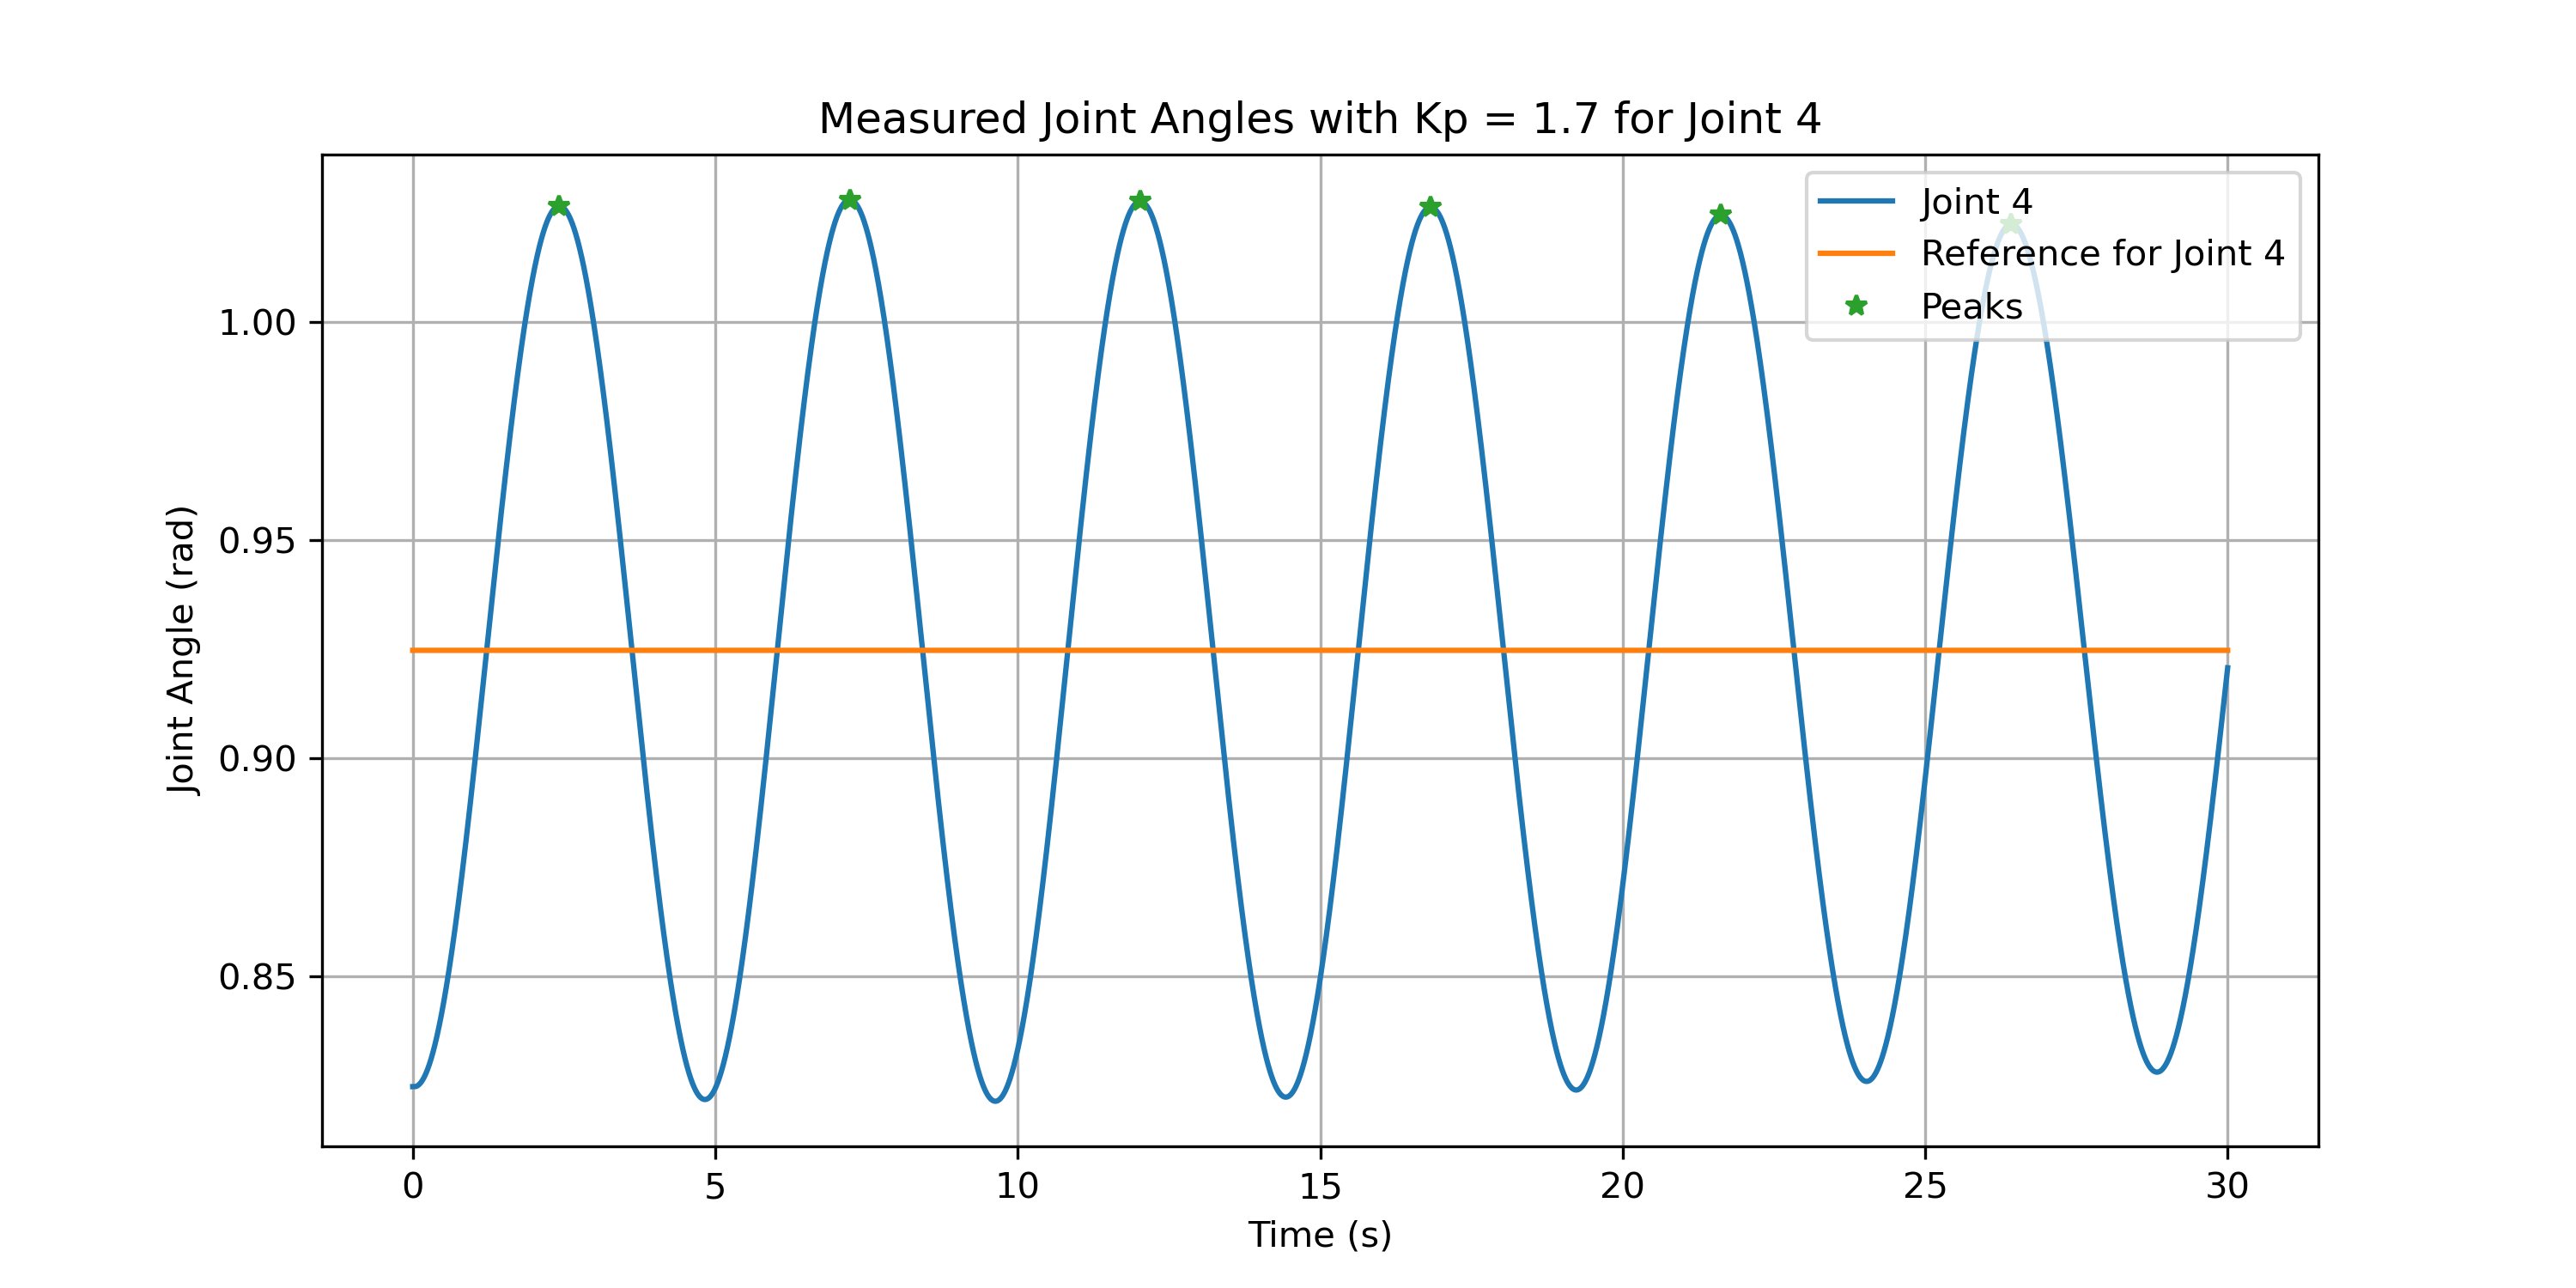 Measured Joint Angles with Kp = 1.7 for Joint 4
Joint 4
Reference for Joint 4
Peaks
1.00
0.95
0.90
0.85
Joint Angle (rad)
0 5 10 15 20 25 30
Time (s)